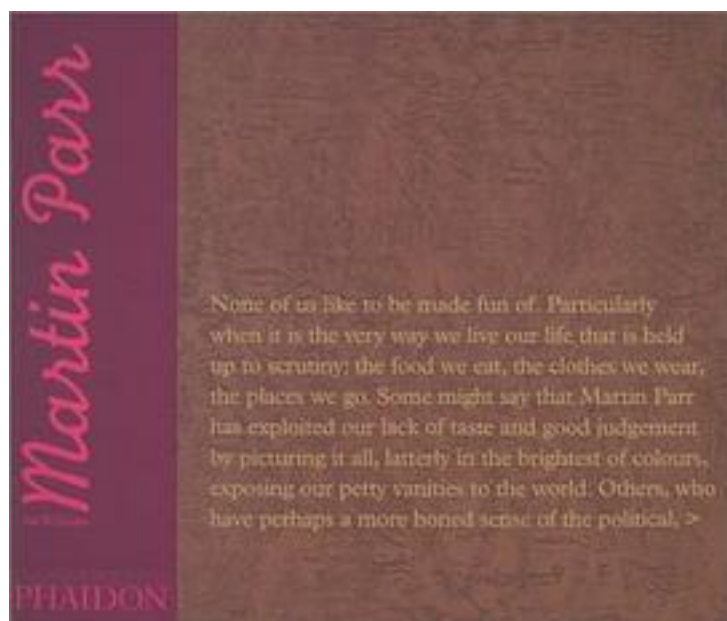 Martin Parr
PHAIDON
None of us like to be made fun of. Particularly
when it is the very way we live our life that is held
up to scrutiny: the food we eat, the clothes we wear,
the places we go. Some might say that Martin Parr
has exploited our lack of taste and good judgement
by picturing it all, latterly in the brightest of colours,
exposing our petty vanities to the world. Others, who
have perhaps a more honed sense of the political, >